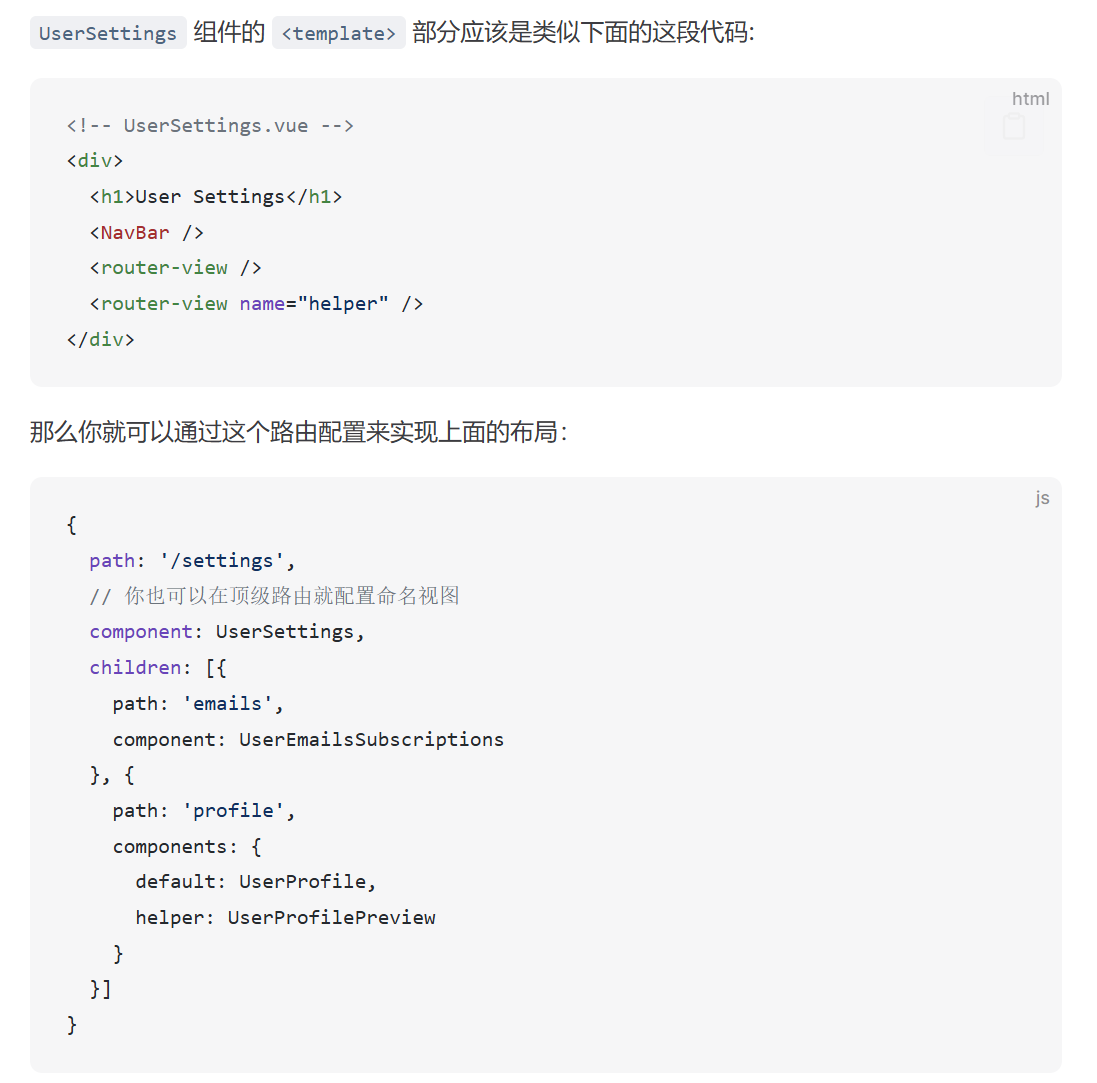 UserSettings 组件的 <template> 部分应该是类似下面的这段代码:
html
<!-- UserSettings.vue -->
<div>
  <h1>User Settings</h1>
  <NavBar />
  <router-view />
  <router-view name="helper" />
</div>
那么你就可以通过这个路由配置来实现上面的布局：
js
{
  path: '/settings',
  // 你也可以在顶级路由就配置命名视图
  component: UserSettings,
  children: [{
    path: 'emails',
    component: UserEmailsSubscriptions
  }, {
    path: 'profile',
    components: {
      default: UserProfile,
      helper: UserProfilePreview
    }
  }]
}